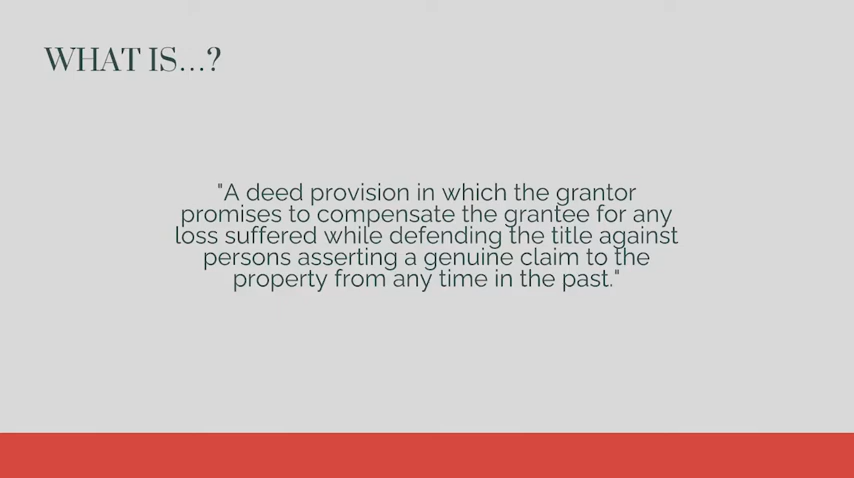 WHAT IS...?
"A deed provision in which the grantor
promises to compensate the grantee for any
loss suffered while defending the title against
persons asserting a genuine claim to the
property from any time in the past."